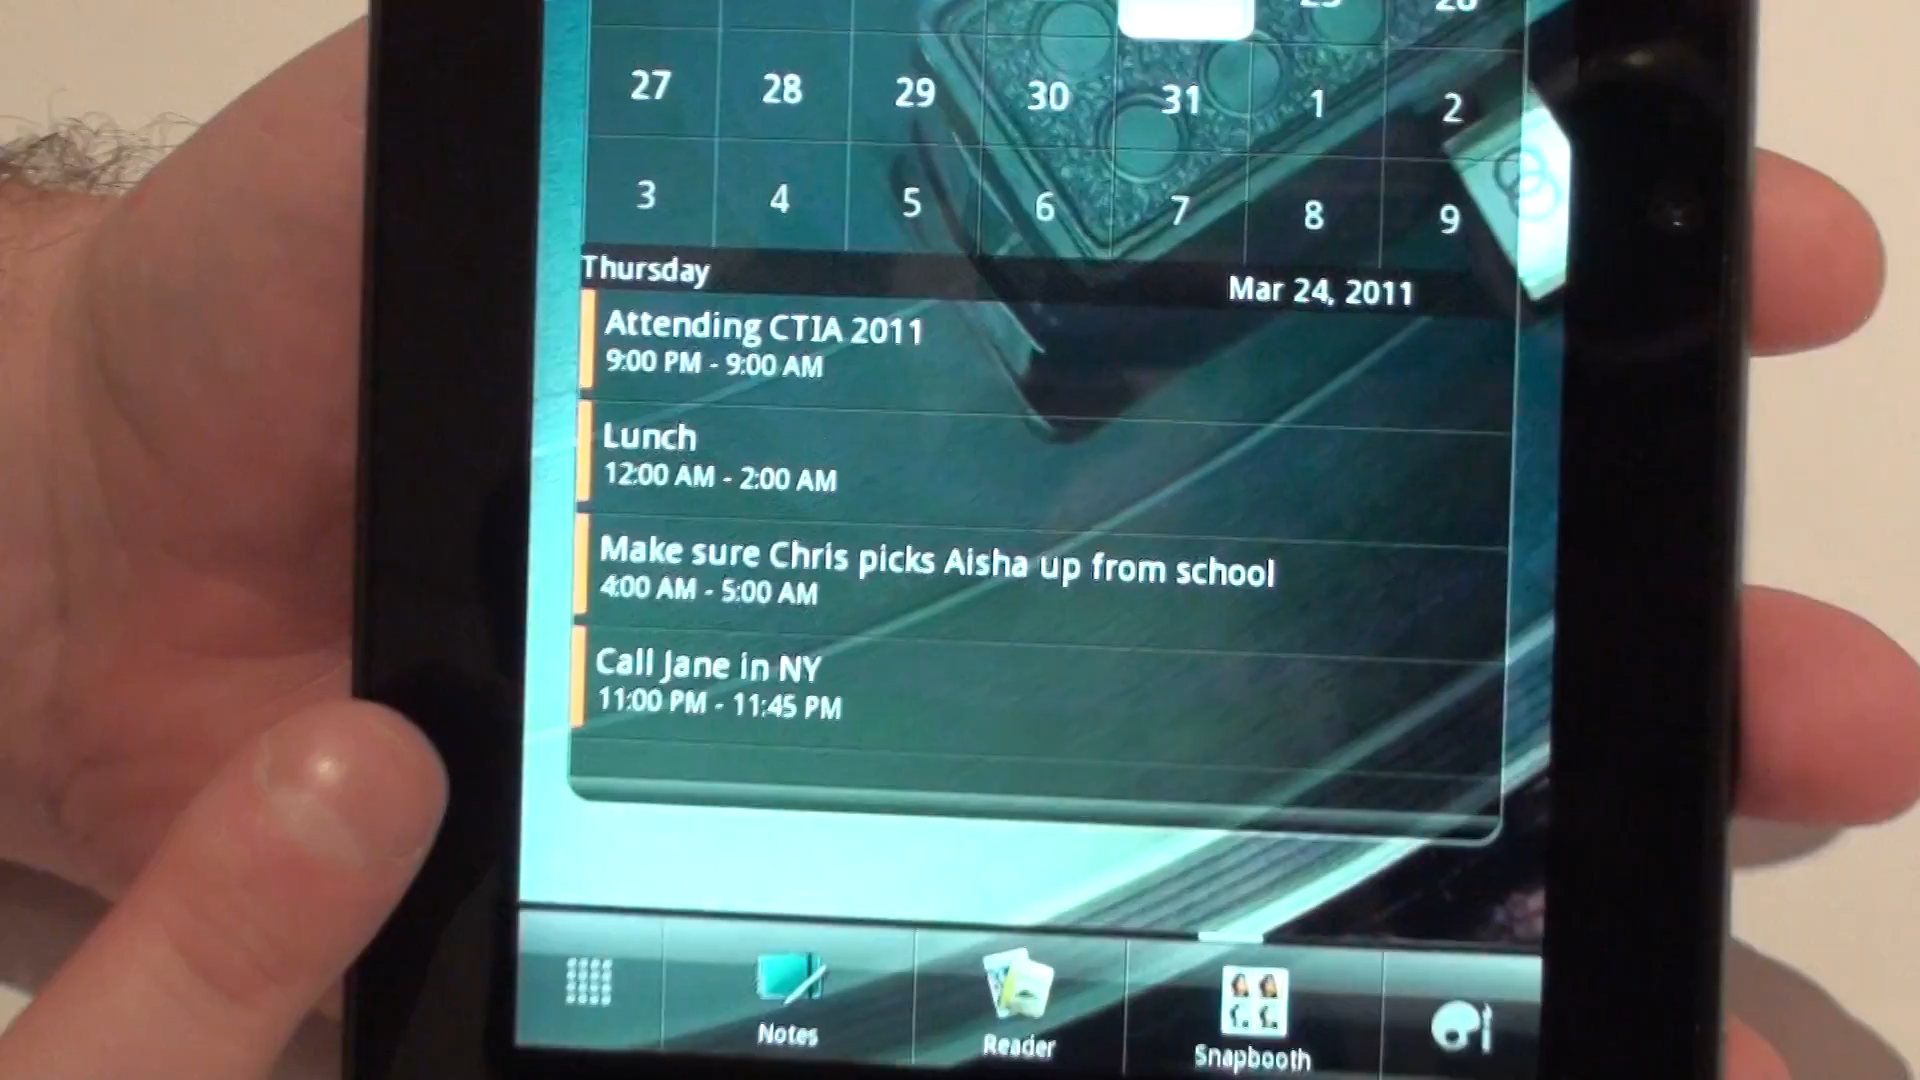 27 28 29 30 31 1 2
3 4 5 6 7 8 9
Thursday Mar 24, 2011
Attending CTIA 2011
9:00 PM - 9:00 AM
Lunch
12:00 AM - 2:00 AM
Make sure Chris picks Aisha up from school
4:00 AM - 5:00 AM
Call Jane in NY
11:00 PM - 11:45 PM
Notes
Reader
Snapbooth